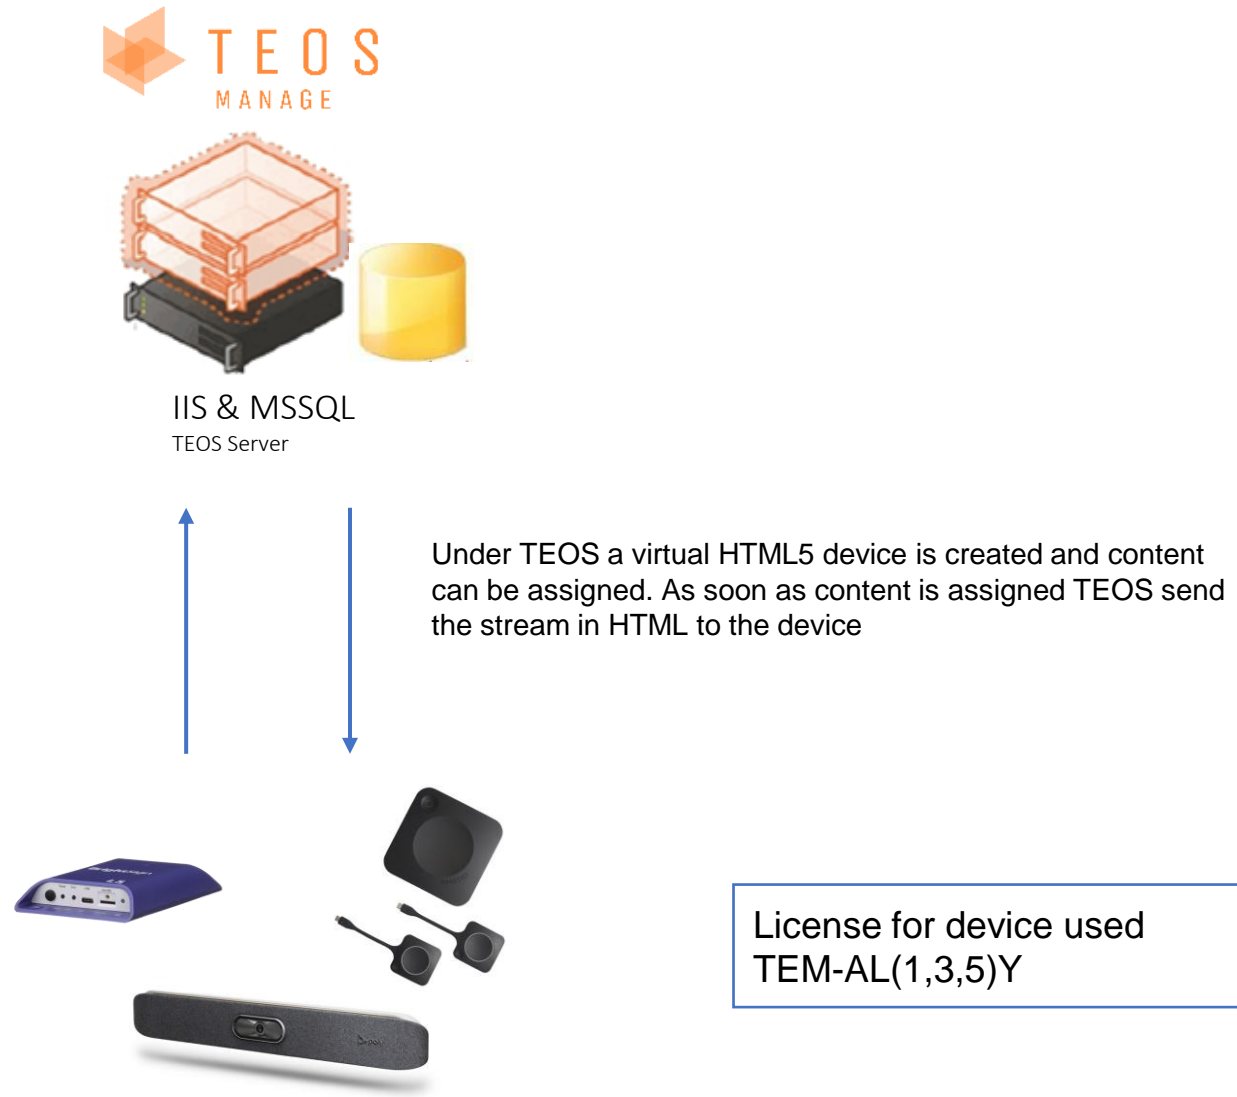 TEOS
MANAGE
IIS & MSSQL
TEOS Server
Under TEOS a virtual HTML5 device is created and content
can be assigned. As soon as content is assigned TEOS send
the stream in HTML to the device
BrightSign
poly
License for device used
TEM-AL(1,3,5)Y